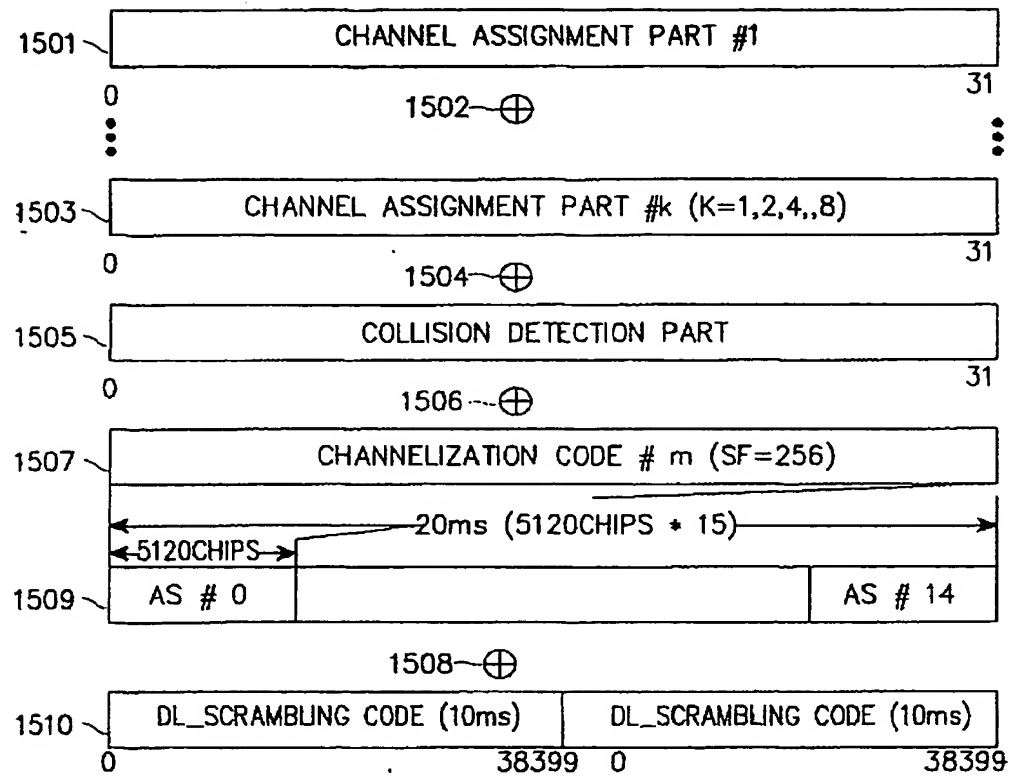 1501 CHANNEL ASSIGNMENT PART #1
0 31
1502
1503 CHANNEL ASSIGNMENT PART #k (K=1,2,4,,8)
0 31
1504
1505 COLLISION DETECTION PART
0 31
1506
1507 CHANNELIZATION CODE # m (SF=256)
20ms (5120CHIPS * 15)
5120CHIPS
1509 AS # 0 AS # 14
1508
1510 DL_SCRAMBLING CODE (10ms) DL_SCRAMBLING CODE (10ms)
0 38399 0 38399